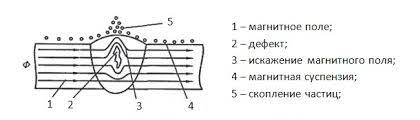 5
Ф
1
2
3
4
1 – магнитное поле;
2 – дефект;
3 – искажение магнитного поля;
4 – магнитная суспензия;
5 – скопление частиц.